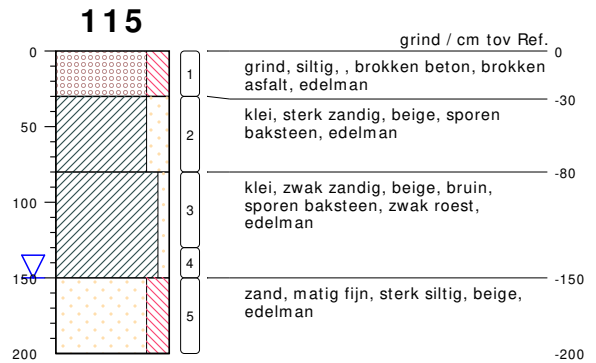 115
grind / cm tov Ref.
0
0
1
grind, siltig, , brokken beton, brokken
asfalt, edelman
-30
2
klei, sterk zandig, beige, sporen
baksteen, edelman
50
-80
3
klei, zwak zandig, beige, bruin,
sporen baksteen, zwak roest,
edelman
100
4
150
-150
5
zand, matig fijn, sterk siltig, beige,
edelman
200
-200